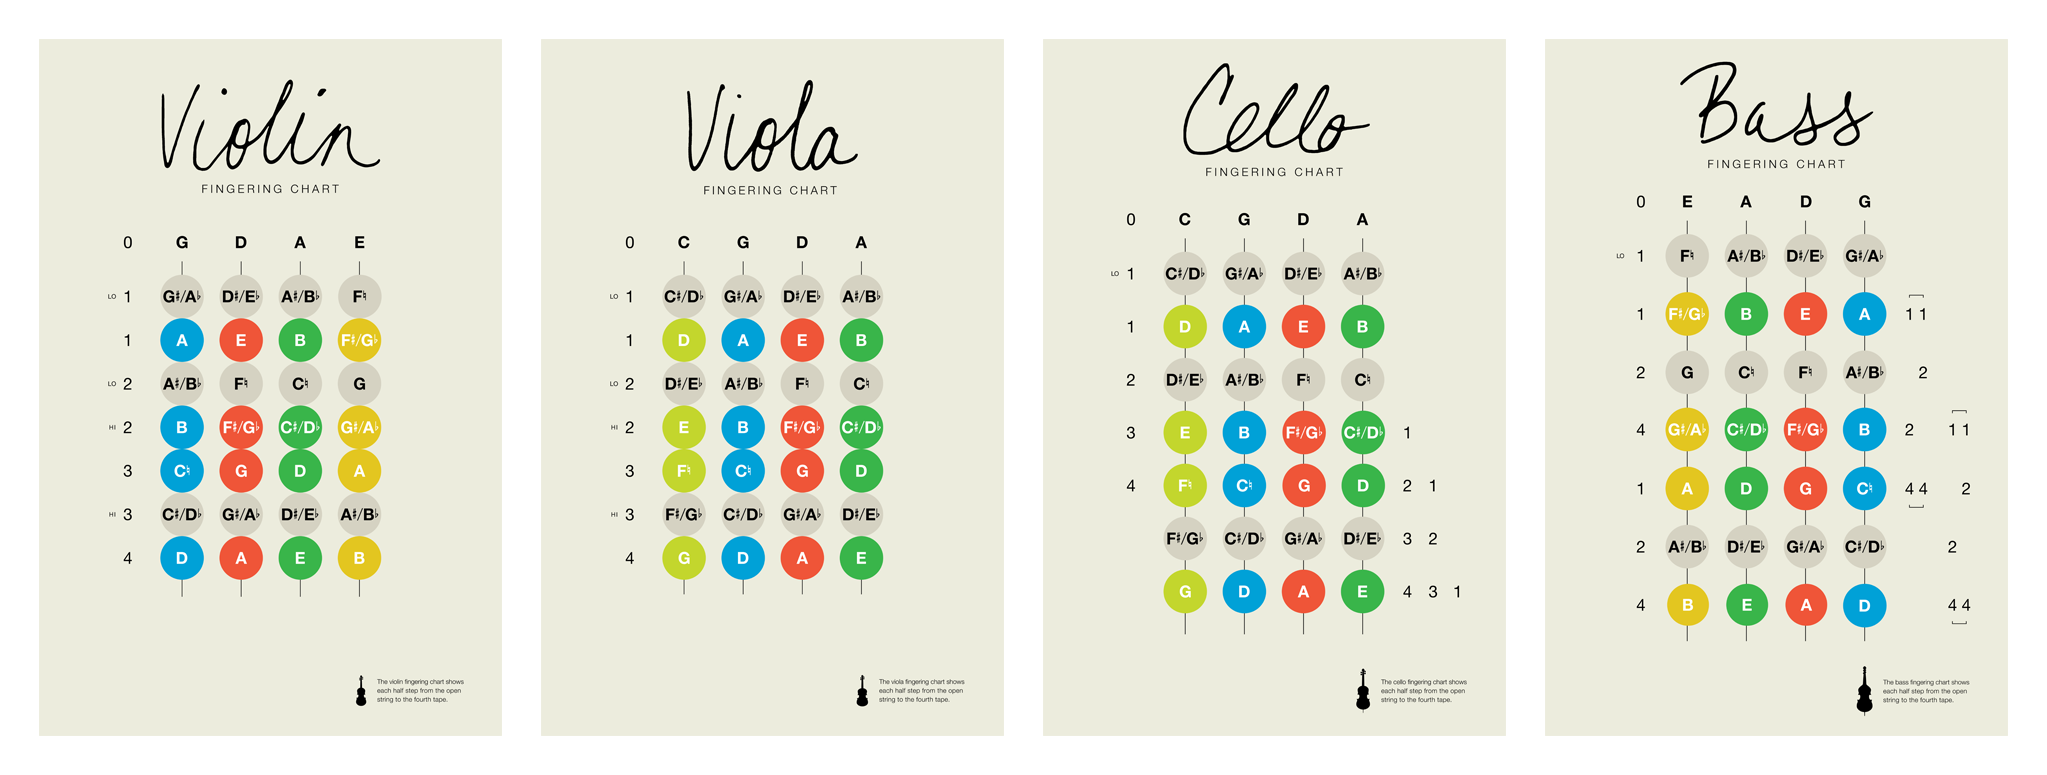 Violin
FINGERING CHART
0 G D A E
LO 1 G♯/A♭ D♯/E♭ A♯/B♭ F♮
1 A E B F♯/G♭
LO 2 A♯/B♭ F♮ C♮ G
HI 2 B F♯/G♭ C♯/D♭ G♯/A♭
3 C♮ G D A
HI 3 C♯/D♭ G♯/A♭ D♯/E♭ A♯/B♭
4 D A E B
The violin fingering chart shows
each half step from the open
string to the fourth tape.
Viola
FINGERING CHART
0 C G D A
LO 1 C♯/D♭ G♯/A♭ D♯/E♭ A♯/B♭
1 D A E B
LO 2 D♯/E♭ A♯/B♭ F♮ C♮
HI 2 E B F♯/G♭ C♯/D♭
3 F♮ C♮ G D
HI 3 F♯/G♭ C♯/D♭ G♯/A♭ D♯/E♭
4 G D A E
The viola fingering chart shows
each half step from the open
string to the fourth tape.
Cello
FINGERING CHART
0 C G D A
LO 1 C♯/D♭ G♯/A♭ D♯/E♭ A♯/B♭
1 D A E B
2 D♯/E♭ A♯/B♭ F♮ C♮
3 E B F♯/G♭ C♯/D♭ 1
4 F♮ C♮ G D 2 1
F♯/G♭ C♯/D♭ G♯/A♭ D♯/E♭ 3 2
G D A E 4 3 1
The cello fingering chart shows
each half step from the open
string to the fourth tape.
Bass
FINGERING CHART
0 E A D G
LO 1 F♮ A♯/B♭ D♯/E♭ G♯/A♭
1 F♯/G♭ B E A 1 1
2 G C♮ F♮ A♯/B♭ 2
4 G♯/A♭ C♯/D♭ F♯/G♭ B 2 1 1
1 A D G C♮ 4 4 2
2 A♯/B♭ D♯/E♭ G♯/A♭ C♯/D♭ 2
4 B E A D 4 4
The bass fingering chart shows
each half step from the open
string to the fourth tape.